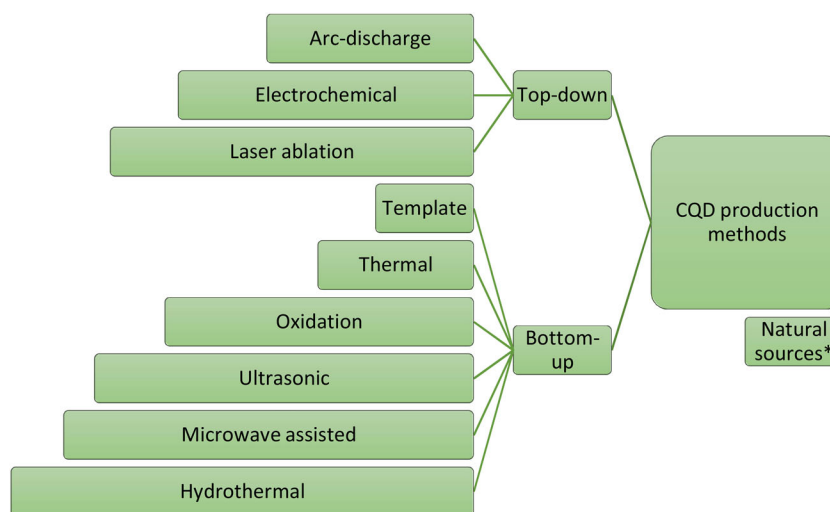 Arc-discharge
Electrochemical
Top-down
Laser ablation
Template
CQD production
methods
Thermal
Oxidation
Natural
sources*
Bottom-
up
Ultrasonic
Microwave assisted
Hydrothermal